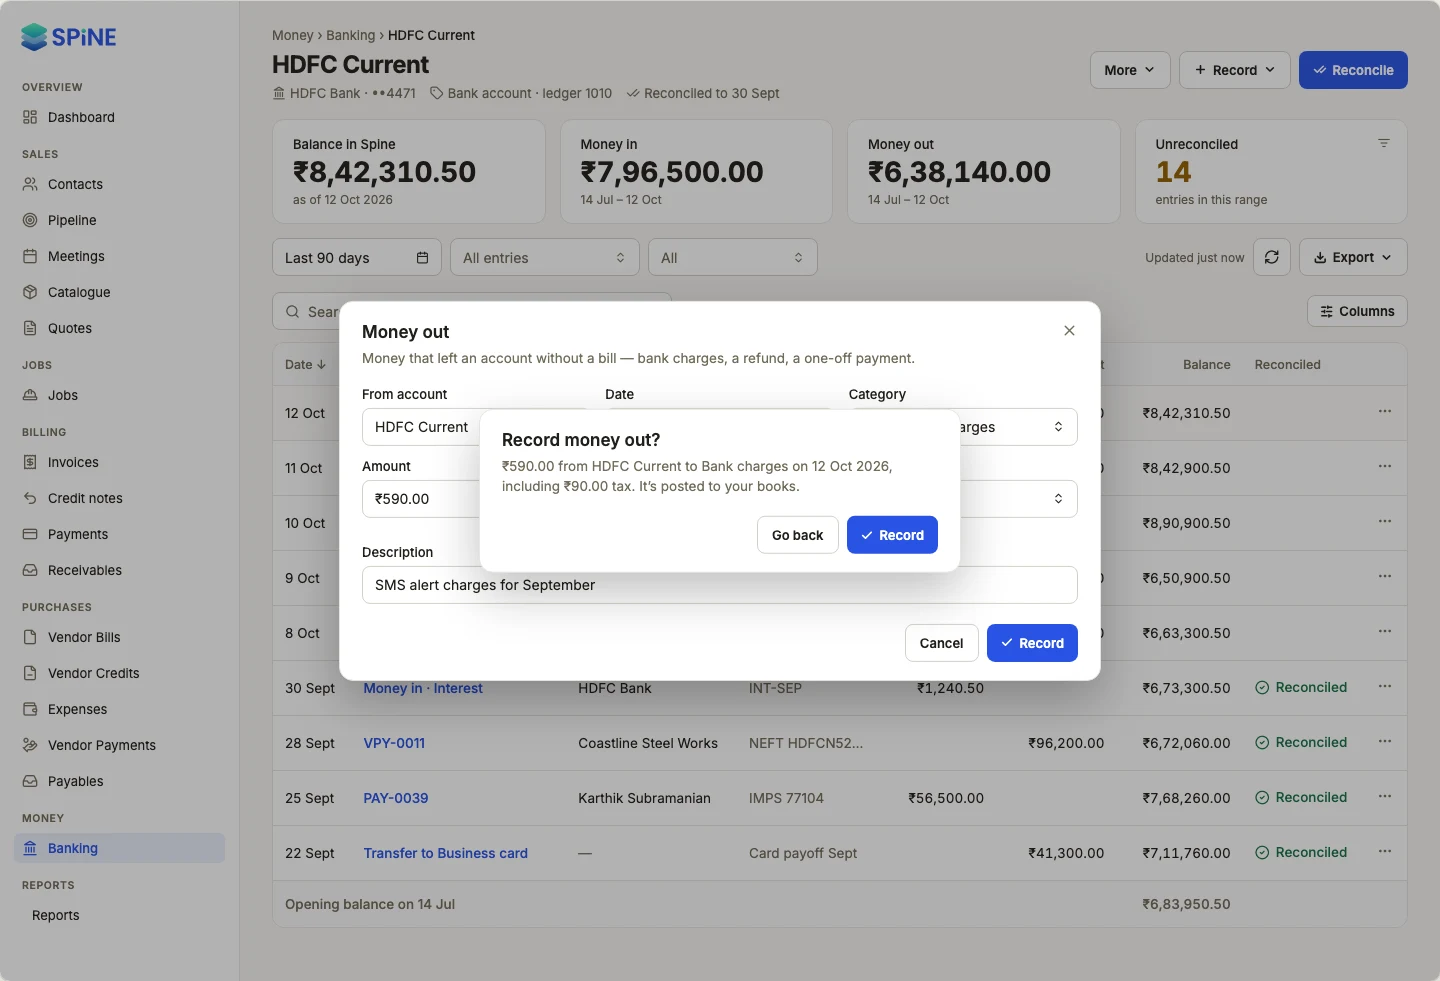 SPiNE
OVERVIEW
Dashboard
SALES
Contacts
Pipeline
Meetings
Catalogue
Quotes
JOBS
Jobs
BILLING
Invoices
Credit notes
Payments
Receivables
PURCHASES
Vendor Bills
Vendor Credits
Expenses
Vendor Payments
Payables
MONEY
Banking
REPORTS
Reports
Money › Banking › HDFC Current
HDFC Current
HDFC Bank · ••4471 Bank account · ledger 1010 Reconciled to 30 Sept
More + Record Reconcile
Balance in Spine
₹8,42,310.50
as of 12 Oct 2026
Money in
₹7,96,500.00
14 Jul – 12 Oct
Money out
₹6,38,140.00
14 Jul – 12 Oct
Unreconciled
14
entries in this range
Last 90 days All entries All Updated just now Export
Columns
Date ↓ Balance Reconciled
12 Oct ₹8,42,310.50
11 Oct ₹8,42,900.50
10 Oct ₹8,90,900.50
9 Oct ₹6,50,900.50
8 Oct ₹6,63,300.50
30 Sept Money in · Interest HDFC Bank INT-SEP ₹1,240.50 ₹6,73,300.50 Reconciled
28 Sept VPY-0011 Coastline Steel Works NEFT HDFCN52... ₹96,200.00 ₹6,72,060.00 Reconciled
25 Sept PAY-0039 Karthik Subramanian IMPS 77104 ₹56,500.00 ₹7,68,260.00 Reconciled
22 Sept Transfer to Business card — Card payoff Sept ₹41,300.00 ₹7,11,760.00 Reconciled
Opening balance on 14 Jul ₹6,83,950.50
Money out
Money that left an account without a bill — bank charges, a refund, a one-off payment.
From account Date Category
HDFC Current
Amount
₹590.00
Description
SMS alert charges for September
Cancel Record
Record money out?
₹590.00 from HDFC Current to Bank charges on 12 Oct 2026,
including ₹90.00 tax. It’s posted to your books.
Go back Record